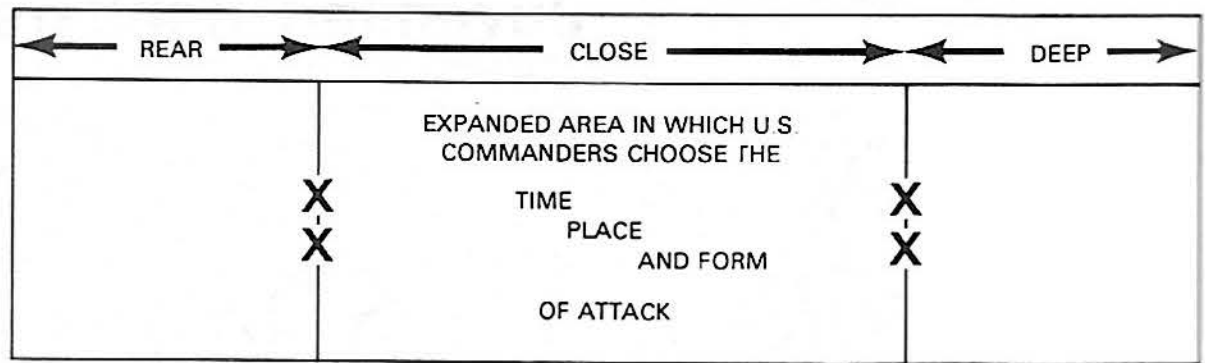 REAR CLOSE DEEP
EXPANDED AREA IN WHICH U.S.
COMMANDERS CHOOSE THE
TIME
PLACE
AND FORM
OF ATTACK
X X
X X